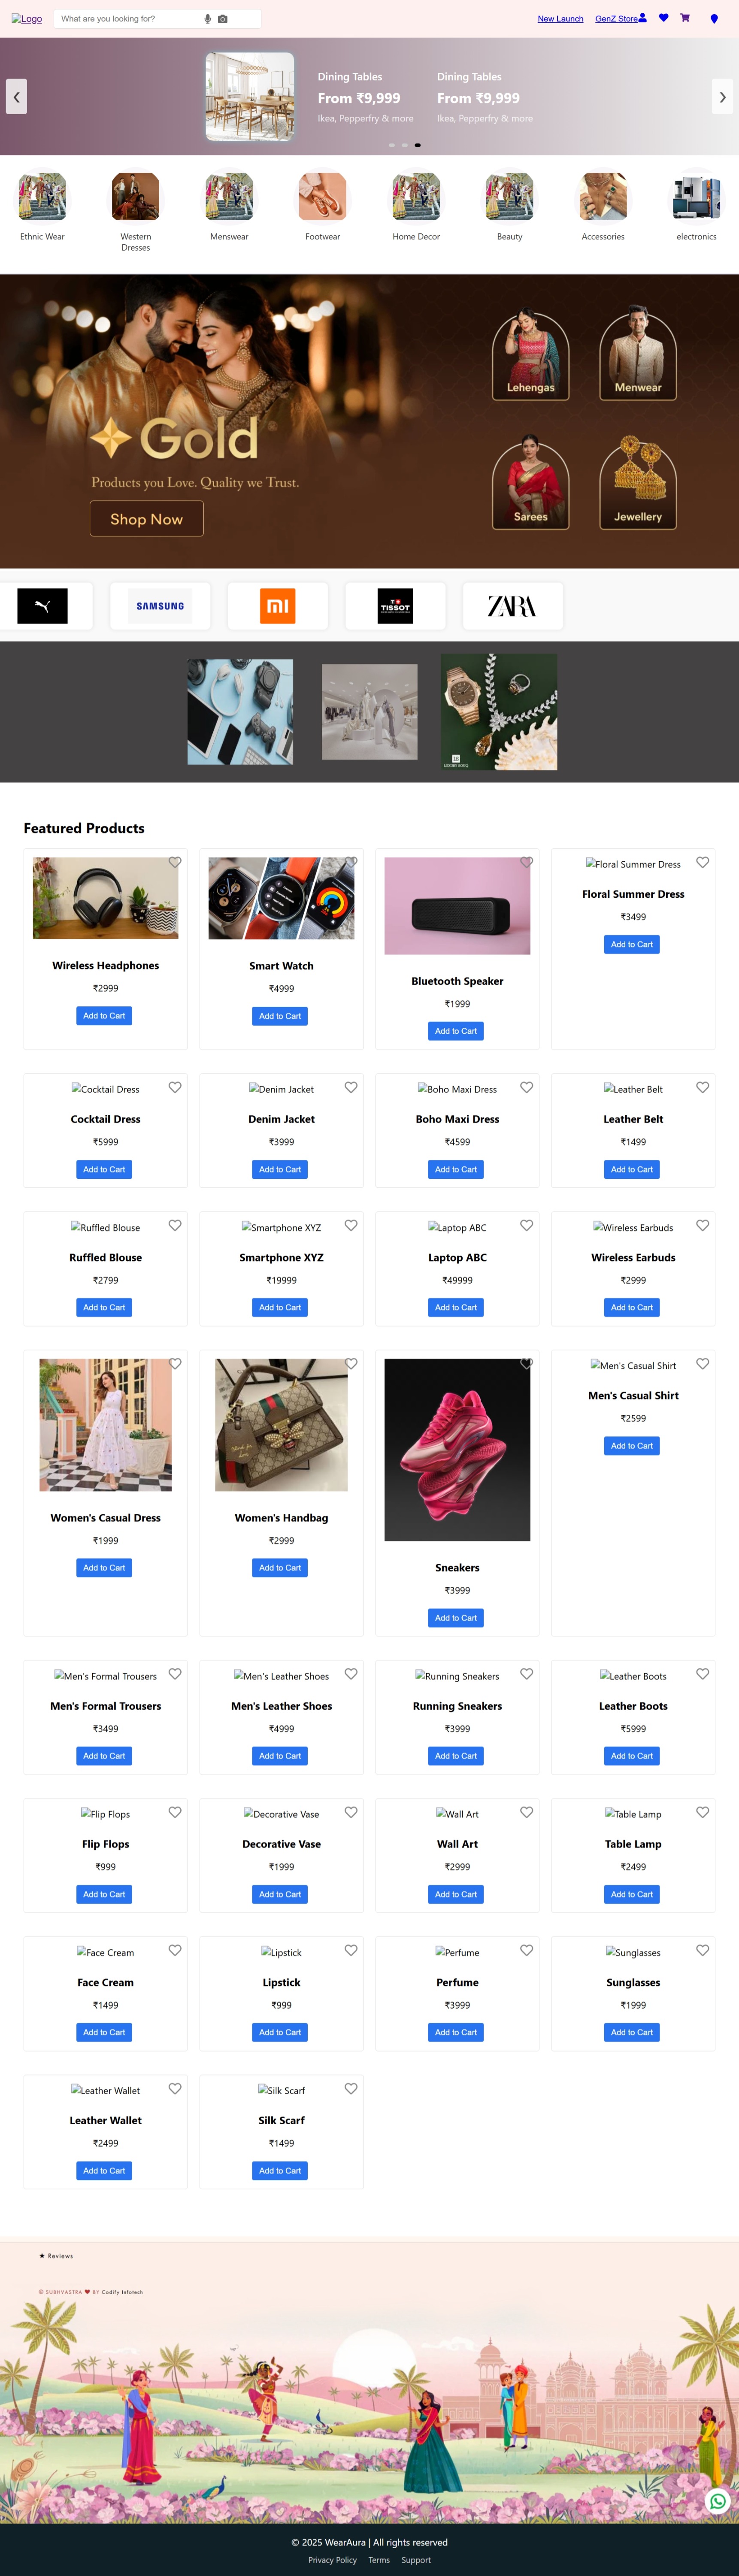 Logo
What are you looking for?
New Launch
GenZ Store
Dining Tables
From ₹9,999
Ikea, Pepperfry & more
Dining Tables
From ₹9,999
Ikea, Pepperfry & more
Ethnic Wear
Western
Dresses
Menswear
Footwear
Home Decor
Beauty
Accessories
electronics
Gold
Products you Love. Quality we Trust.
Shop Now
Lehengas
Menwear
Sarees
Jewellery
SAMSUNG
mi
TISSOT
ZARA
Featured Products
Wireless Headphones
₹2999
Add to Cart
Smart Watch
₹4999
Add to Cart
Bluetooth Speaker
₹1999
Add to Cart
Floral Summer Dress
Floral Summer Dress
₹3499
Add to Cart
Cocktail Dress
Cocktail Dress
₹5999
Add to Cart
Denim Jacket
Denim Jacket
₹3999
Add to Cart
Boho Maxi Dress
Boho Maxi Dress
₹4599
Add to Cart
Leather Belt
Leather Belt
₹1499
Add to Cart
Ruffled Blouse
Ruffled Blouse
₹2799
Add to Cart
Smartphone XYZ
Smartphone XYZ
₹19999
Add to Cart
Laptop ABC
Laptop ABC
₹49999
Add to Cart
Wireless Earbuds
Wireless Earbuds
₹2999
Add to Cart
Women's Casual Dress
₹1999
Add to Cart
Women's Handbag
₹2999
Add to Cart
Sneakers
₹3999
Add to Cart
Men's Casual Shirt
Men's Casual Shirt
₹2599
Add to Cart
Men's Formal Trousers
Men's Formal Trousers
₹3499
Add to Cart
Men's Leather Shoes
Men's Leather Shoes
₹4999
Add to Cart
Running Sneakers
Running Sneakers
₹3999
Add to Cart
Leather Boots
Leather Boots
₹5999
Add to Cart
Flip Flops
Flip Flops
₹999
Add to Cart
Decorative Vase
Decorative Vase
₹1999
Add to Cart
Wall Art
Wall Art
₹2999
Add to Cart
Table Lamp
Table Lamp
₹2499
Add to Cart
Face Cream
Face Cream
₹1499
Add to Cart
Lipstick
Lipstick
₹999
Add to Cart
Perfume
Perfume
₹3999
Add to Cart
Sunglasses
Sunglasses
₹1999
Add to Cart
Leather Wallet
Leather Wallet
₹2499
Add to Cart
Silk Scarf
Silk Scarf
₹1499
Add to Cart
★ Reviews
© SUBHVASTRA ❤ BY Codify Infotech
© 2025 WearAura | All rights reserved
Privacy Policy
Terms
Support